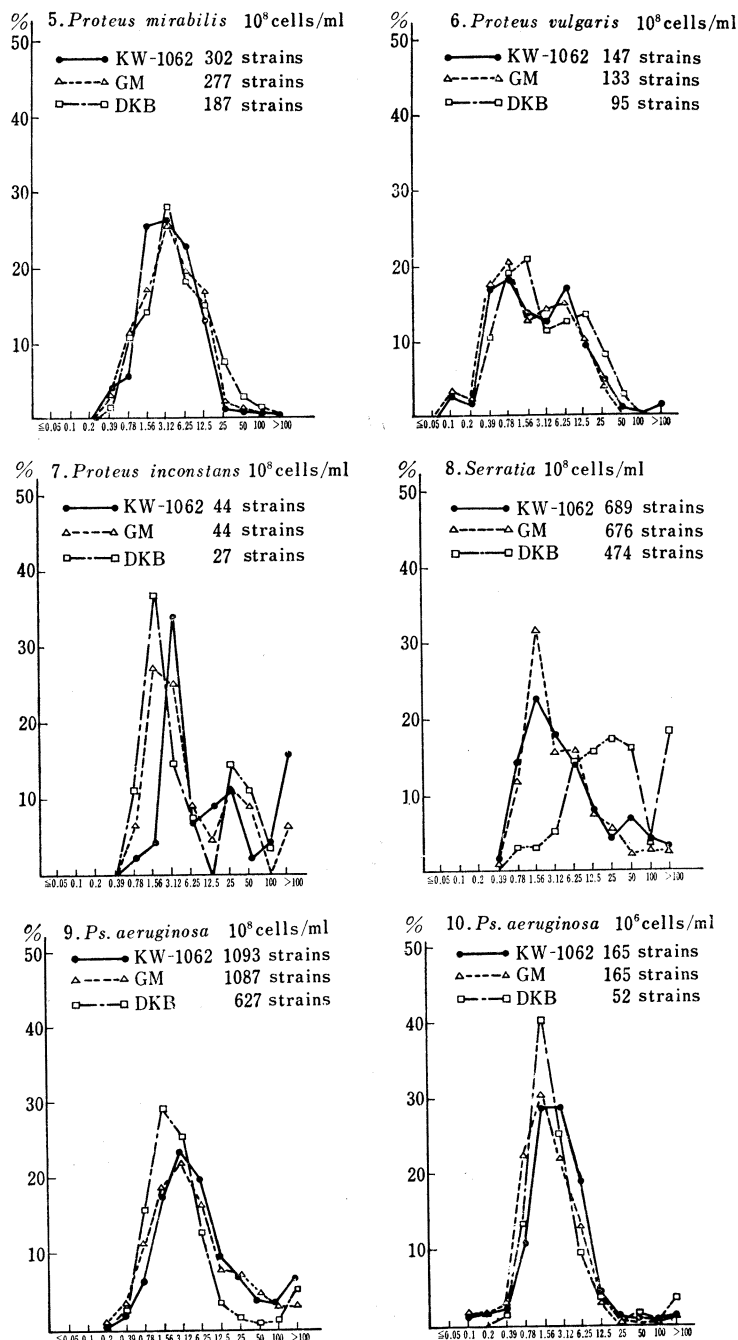 5. Proteus mirabilis 10⁸ cells/ml
%
50
40
30
20
10
KW-1062 302 strains
GM 277 strains
DKB 187 strains
≦0.05 0.1 0.2 0.39 0.78 1.56 3.12 6.25 12.5 25 50 100 >100
6. Proteus vulgaris 10⁸ cells/ml
%
50
40
30
20
10
KW-1062 147 strains
GM 133 strains
DKB 95 strains
≦0.05 0.1 0.2 0.39 0.78 1.56 3.12 6.25 12.5 25 50 100 >100
7. Proteus inconstans 10⁸ cells/ml
%
50
40
30
20
10
KW-1062 44 strains
GM 44 strains
DKB 27 strains
≦0.05 0.1 0.2 0.39 0.78 1.56 3.12 6.25 12.5 25 50 100 >100
8. Serratia 10⁸ cells/ml
%
50
40
30
20
10
KW-1062 689 strains
GM 676 strains
DKB 474 strains
≦0.05 0.1 0.2 0.39 0.78 1.56 3.12 6.25 12.5 25 50 100 >100
9. Ps. aeruginosa 10⁸ cells/ml
%
50
40
30
20
10
KW-1062 1093 strains
GM 1087 strains
DKB 627 strains
≦0.05 0.1 0.2 0.39 0.78 1.56 3.12 6.25 12.5 25 50 100 >100
10. Ps. aeruginosa 10⁶ cells/ml
%
50
40
30
20
10
KW-1062 165 strains
GM 165 strains
DKB 52 strains
≦0.05 0.1 0.2 0.39 0.78 1.56 3.12 6.25 12.5 25 50 100 >100